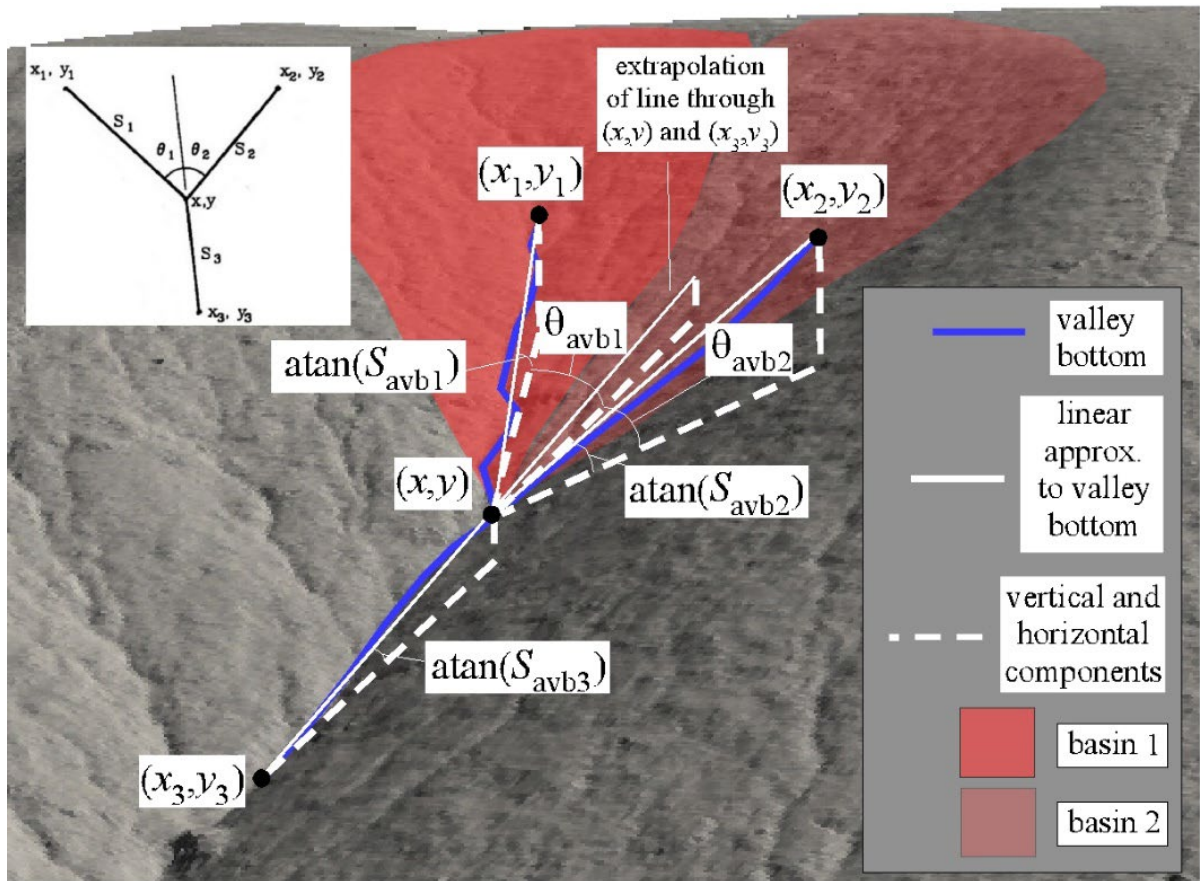 x₁, y₁
x₂, y₂
S₁
θ₁
θ₂
S₂
x,y
S₃
x₃, y₃
extrapolation
of line through
(x,y) and (x₃,y₃)
(x₁,y₁)
(x₂,y₂)
θavb1
atan(Savb1)
θavb2
(x,y)
atan(Savb2)
atan(Savb3)
(x₃,y₃)
valley
bottom
linear
approx.
to valley
bottom
vertical and
horizontal
components
basin 1
basin 2